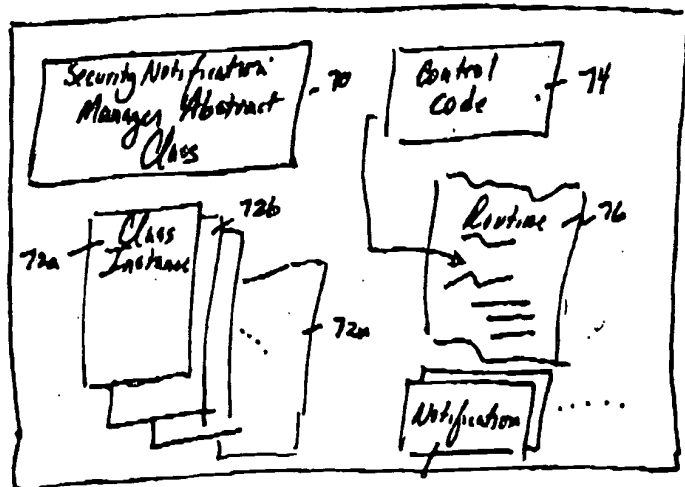 Security Notification
Manager Abstract
Class
70
Control
Code
74
72a
Class
Instance
72b
72n
Routine
76
Notification